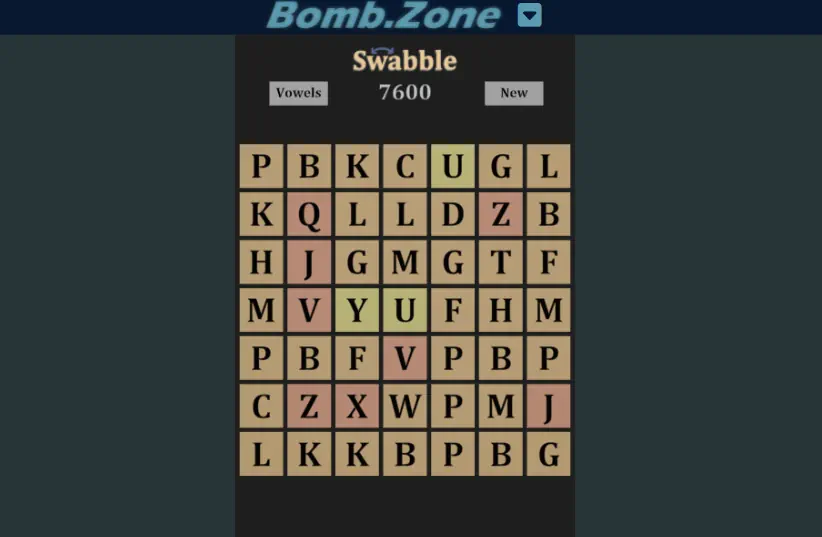 Bomb.Zone
Swabble
Vowels 7600 New
P B K C U G L
K Q L L D Z B
H J G M G T F
M V Y U F H M
P B F V P B P
C Z X W P M J
L K K B P B G